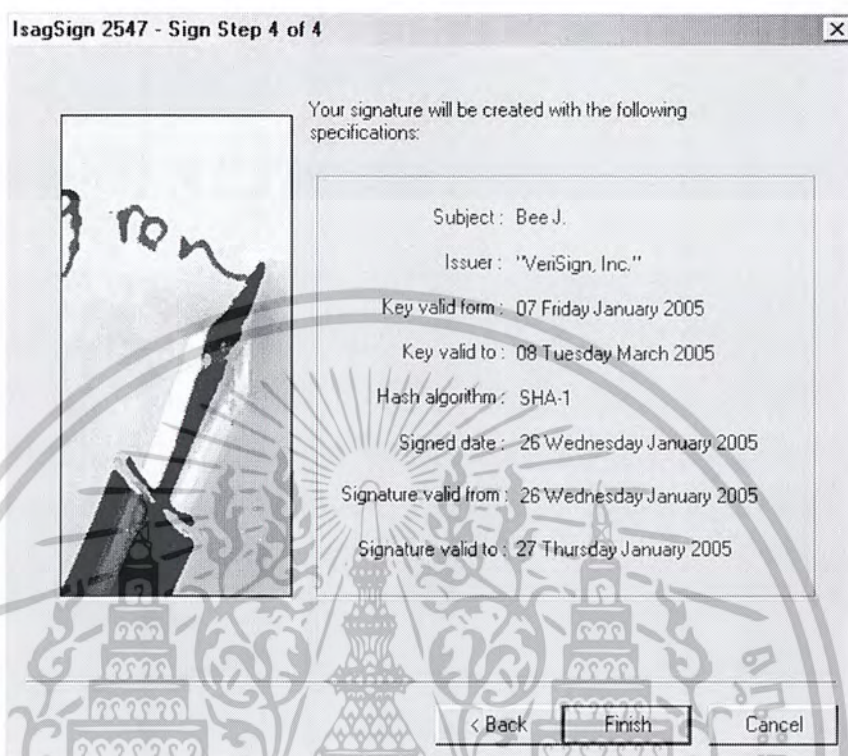 IsagSign 2547 - Sign Step 4 of 4
Your signature will be created with the following
specifications:
Subject : Bee J.
Issuer : "VeriSign, Inc."
Key valid form : 07 Friday January 2005
Key valid to : 08 Tuesday March 2005
Hash algorithm : SHA-1
Signed date : 26 Wednesday January 2005
Signature valid from : 26 Wednesday January 2005
Signature valid to : 27 Thursday January 2005
< Back
Finish
Cancel